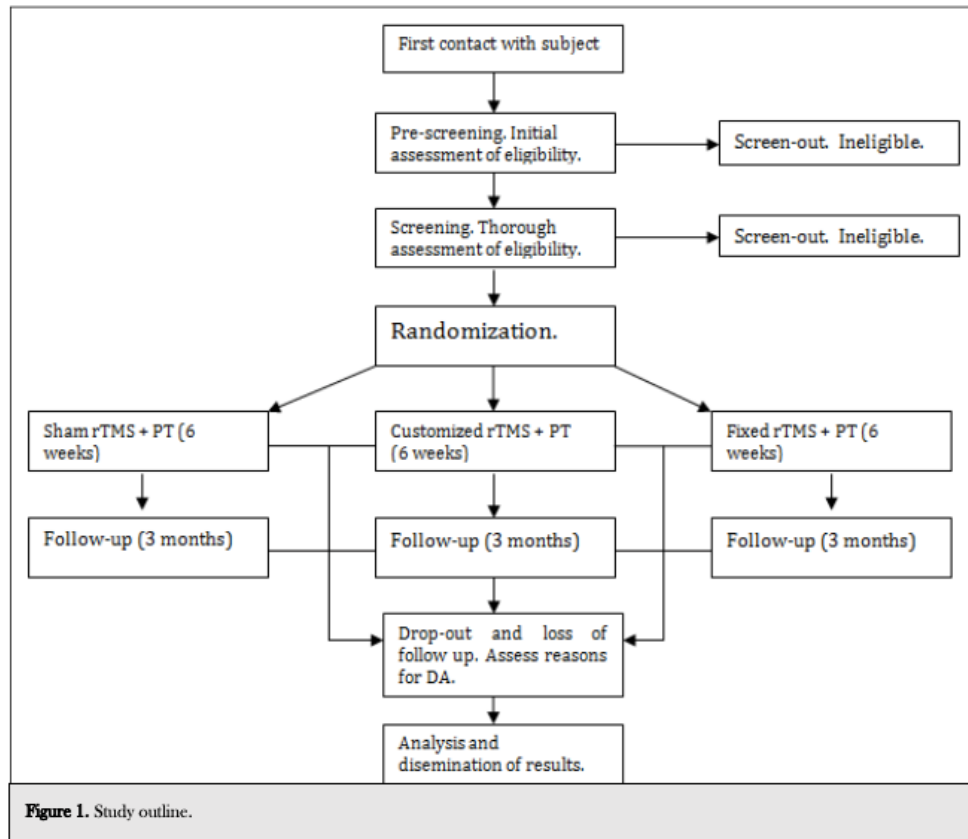 First contact with subject
Pre-screening. Initial
assessment of eligibility.
Screen-out. Ineligible.
Screening. Thorough
assessment of eligibility.
Screen-out. Ineligible.
Randomization.
Sham rTMS + PT (6
weeks)
Customized rTMS + PT
(6 weeks)
Fixed rTMS + PT (6
weeks)
Follow-up (3 months)
Follow-up (3 months)
Follow-up (3 months)
Drop-out and loss of
follow up. Assess reasons
for DA.
Analysis and
disemination of results.
Figure 1. Study outline.